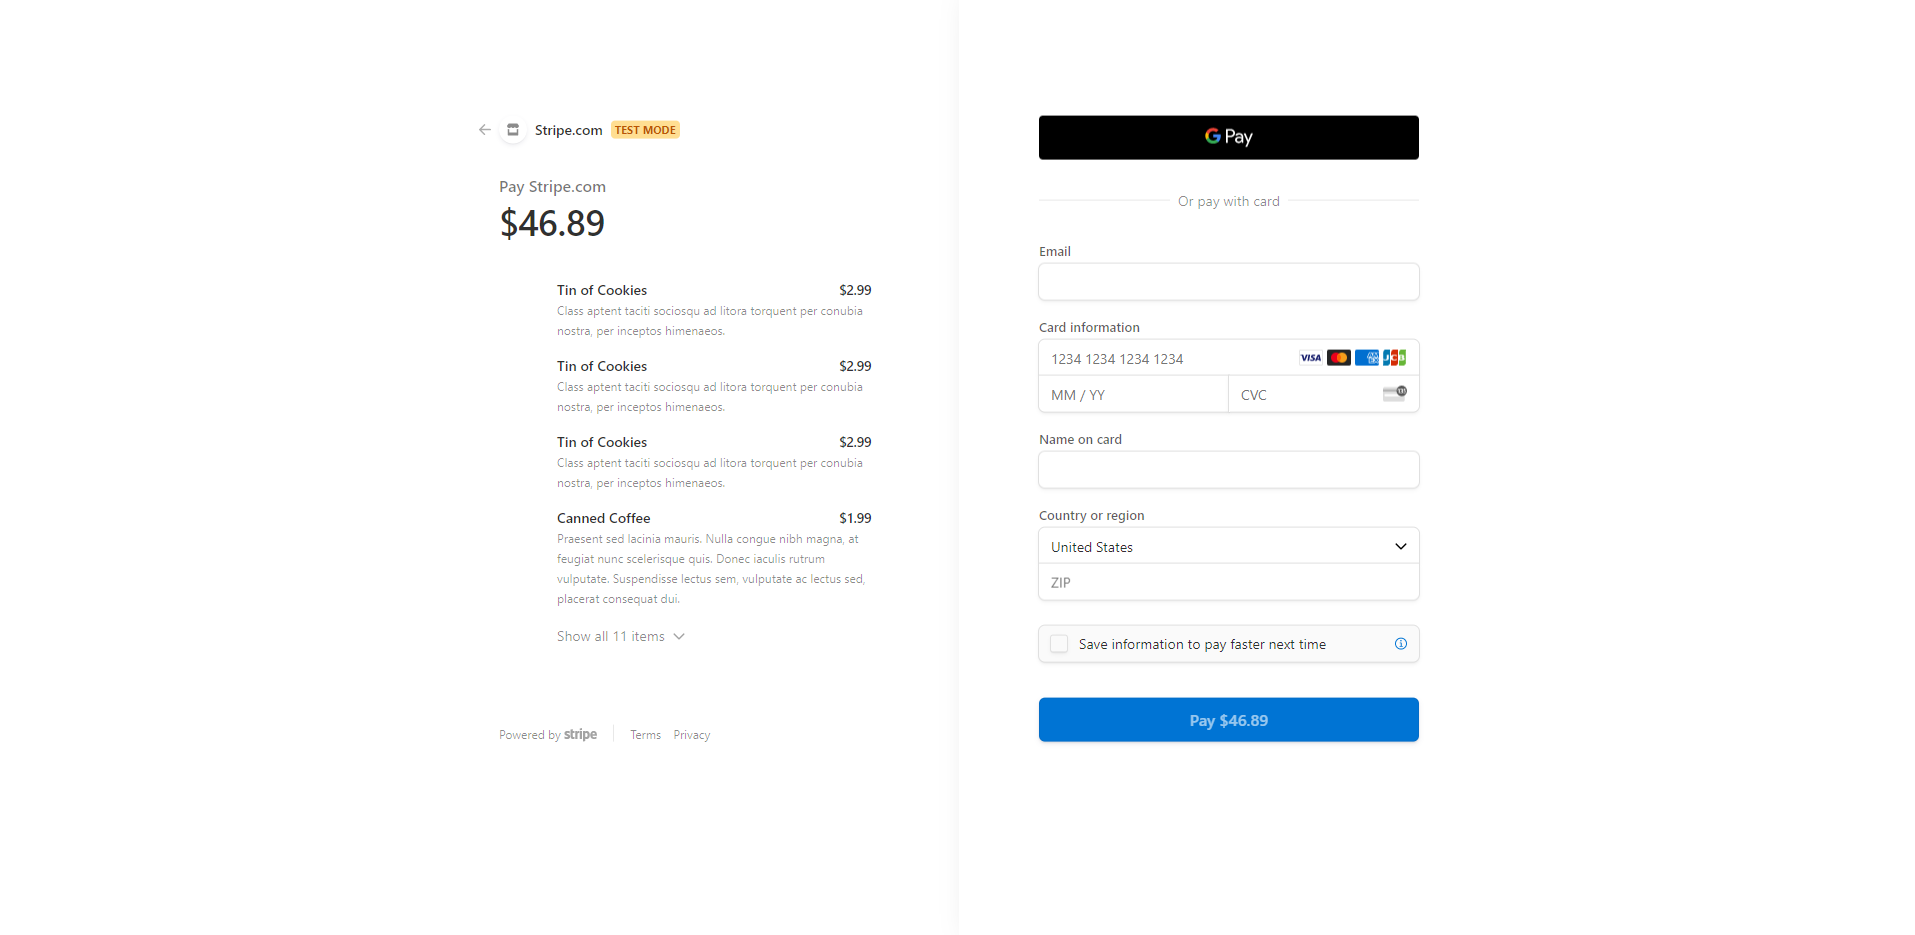 Stripe.com TEST MODE
Pay Stripe.com
$46.89
Tin of Cookies $2.99
Class aptent taciti sociosqu ad litora torquent per conubia
nostra, per inceptos himenaeos.
Tin of Cookies $2.99
Class aptent taciti sociosqu ad litora torquent per conubia
nostra, per inceptos himenaeos.
Tin of Cookies $2.99
Class aptent taciti sociosqu ad litora torquent per conubia
nostra, per inceptos himenaeos.
Canned Coffee $1.99
Praesent sed lacinia mauris. Nulla congue nibh magna, at
feugiat nunc scelerisque quis. Donec iaculis rutrum
vulputate. Suspendisse lectus sem, vulputate ac lectus sed,
placerat consequat dui.
Show all 11 items
Powered by stripe Terms Privacy
G Pay
Or pay with card
Email
Card information
1234 1234 1234 1234 VISA JCB
MM / YY CVC
Name on card
Country or region
United States
ZIP
Save information to pay faster next time
Pay $46.89